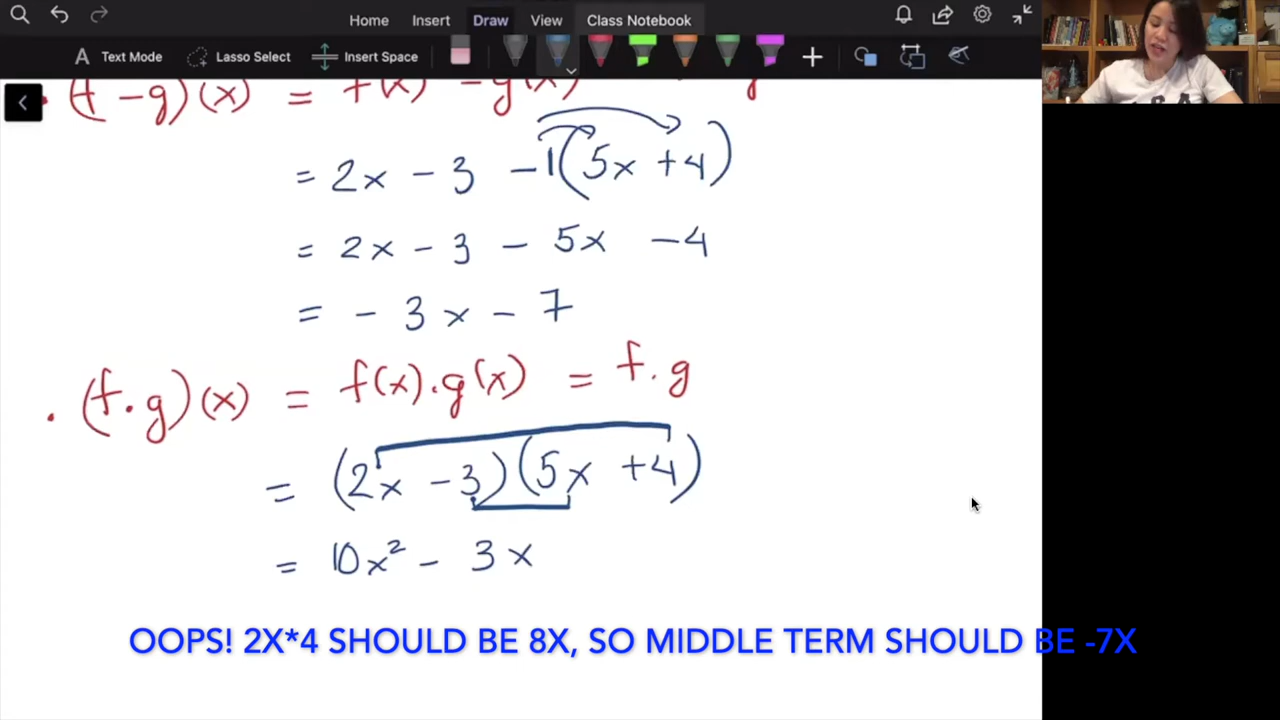 Home Insert Draw View Class Notebook
Text Mode Lasso Select Insert Space
· (f - g)(x) = f(x) - g(x)
= 2x - 3 - 1(5x + 4)
= 2x - 3 - 5x - 4
= - 3x - 7
· (f·g)(x) = f(x)·g(x) = f·g
= (2x - 3)(5x + 4)
= 10x² - 3x
OOPS! 2X*4 SHOULD BE 8X, SO MIDDLE TERM SHOULD BE -7X